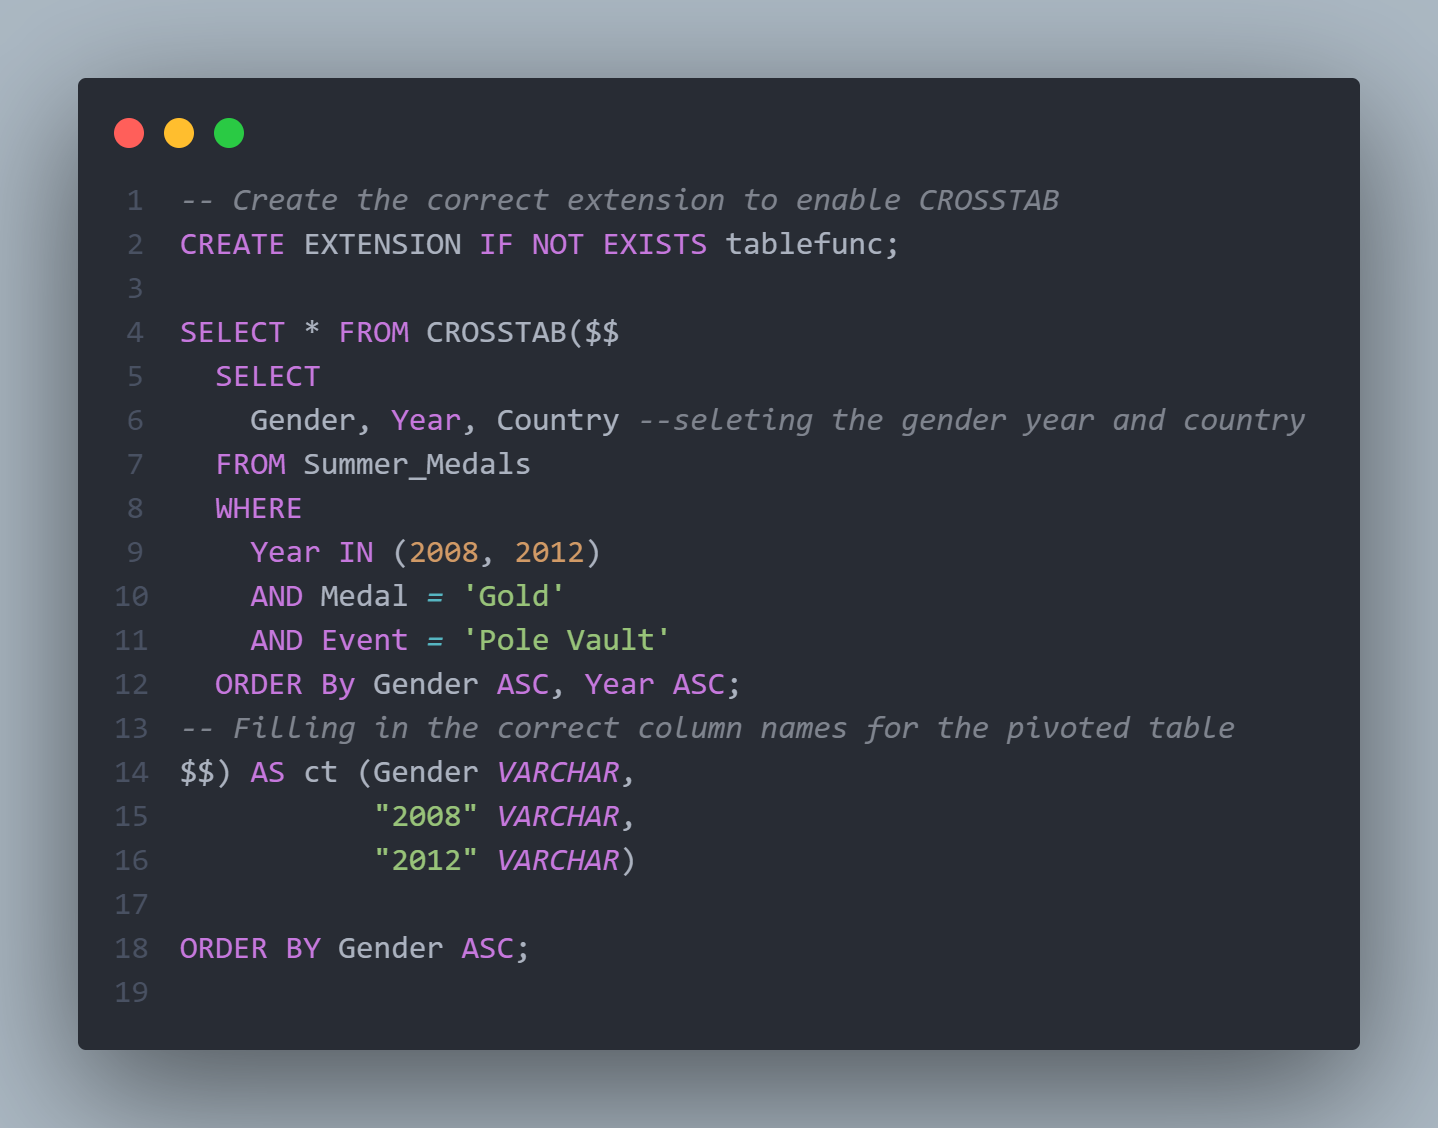 1 -- Create the correct extension to enable CROSSTAB
2 CREATE EXTENSION IF NOT EXISTS tablefunc;
3
4 SELECT * FROM CROSSTAB($$
5   SELECT
6     Gender, Year, Country --seleting the gender year and country
7   FROM Summer_Medals
8   WHERE
9     Year IN (2008, 2012)
10     AND Medal = 'Gold'
11     AND Event = 'Pole Vault'
12   ORDER By Gender ASC, Year ASC;
13 -- Filling in the correct column names for the pivoted table
14 $$) AS ct (Gender VARCHAR,
15            "2008" VARCHAR,
16            "2012" VARCHAR)
17
18 ORDER BY Gender ASC;
19